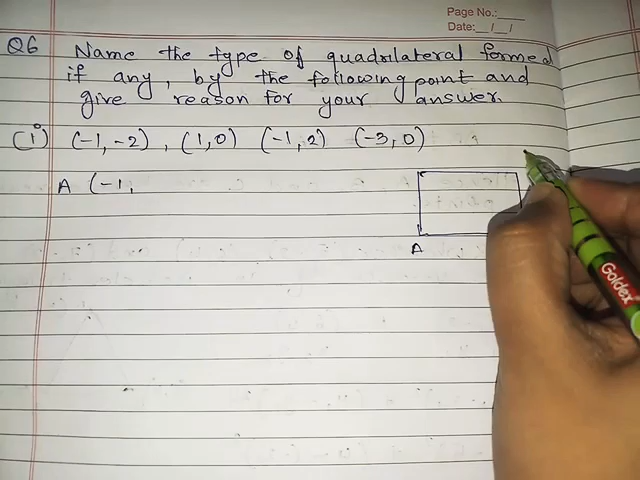 Page No.:
Date: / /
Q6 Name the type of quadrilateral formed
if any, by the following point and
give reason for your answer.
(i) (-1,-2), (1,0) (-1,2) (-3,0)
A (-1,
A
Goldex